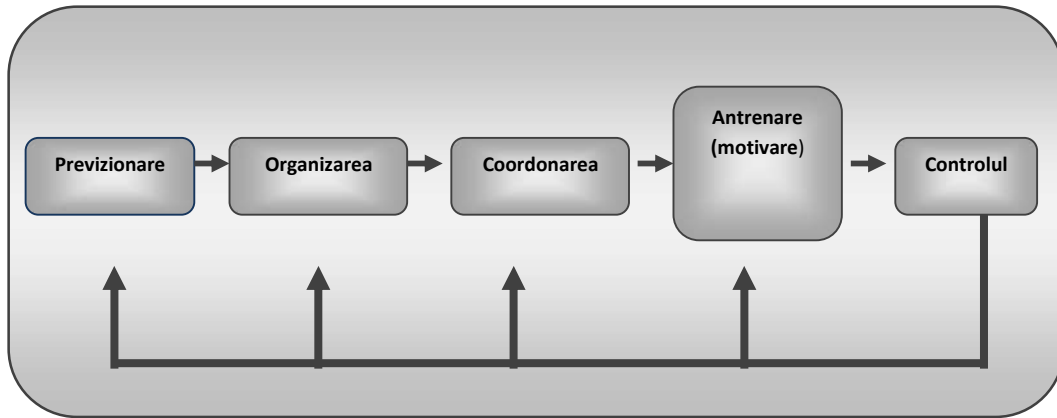 Previzionare
Organizarea
Coordonarea
Antrenare
(motivare)
Controlul